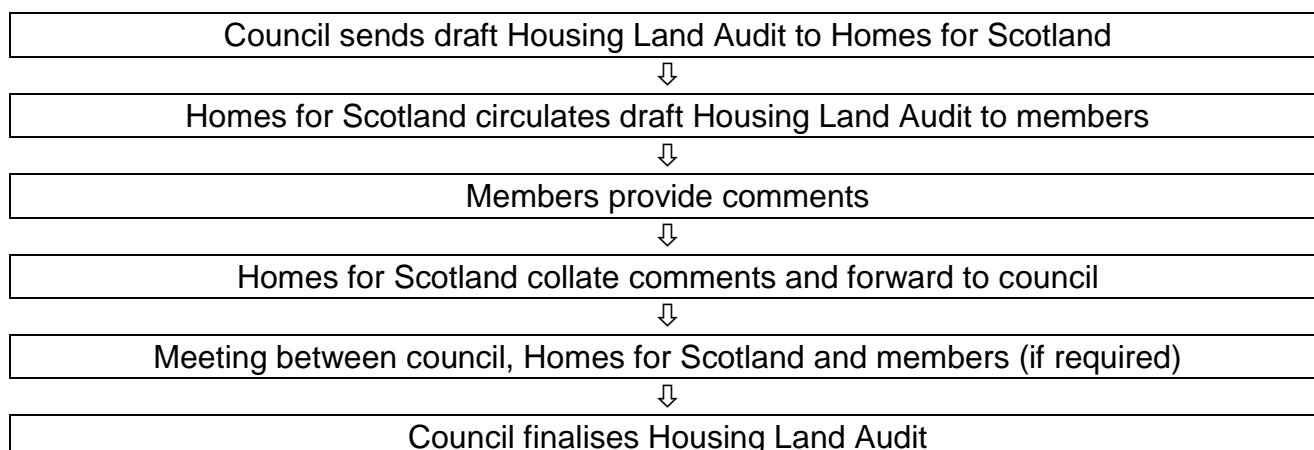 Council sends draft Housing Land Audit to Homes for Scotland
⇩
Homes for Scotland circulates draft Housing Land Audit to members
⇩
Members provide comments
⇩
Homes for Scotland collate comments and forward to council
⇩
Meeting between council, Homes for Scotland and members (if required)
⇩
Council finalises Housing Land Audit